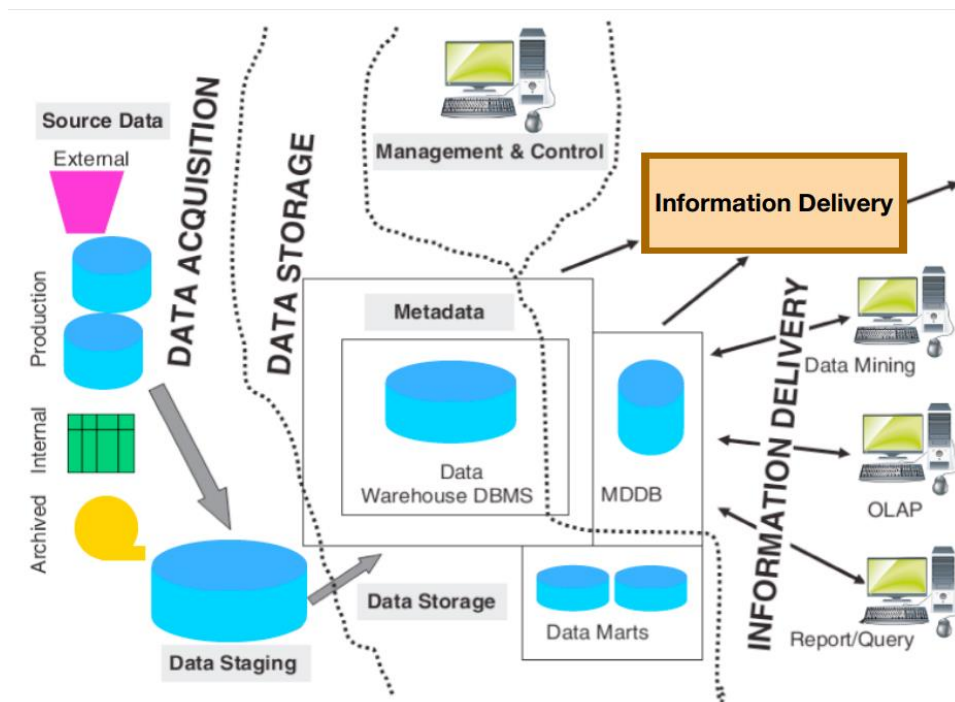 Source Data
External
Production
Internal
Archived
DATA ACQUISITION
Data Staging
DATA STORAGE
Management & Control
Metadata
Data
Warehouse DBMS
MDDB
Data Storage
Data Marts
Information Delivery
INFORMATION DELIVERY
Data Mining
OLAP
Report/Query